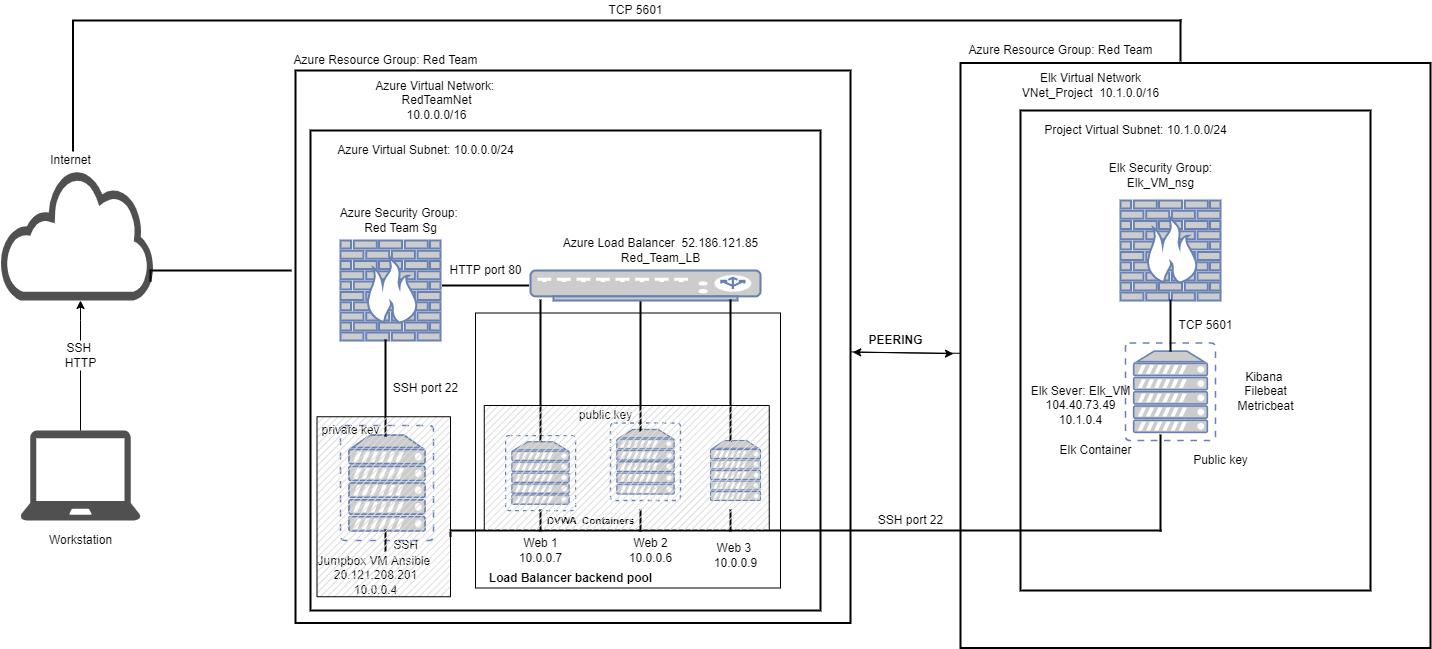 TCP 5601
Azure Resource Group: Red Team
Azure Resource Group: Red Team
Azure Virtual Network:
RedTeamNet
10.0.0.0/16
Elk Virtual Network
VNet_Project 10.1.0.0/16
Azure Virtual Subnet: 10.0.0.0/24
Project Virtual Subnet: 10.1.0.0/24
Internet
Elk Security Group:
Elk_VM_nsg
Azure Security Group:
Red Team Sg
Azure Load Balancer 52.186.121.85
Red_Team_LB
HTTP port 80
TCP 5601
PEERING
SSH
HTTP
SSH port 22
Elk Sever: Elk_VM
104.40.73.49
10.1.0.4
Kibana
Filebeat
Metricbeat
private key
public key
Elk Container
Public key
DVWA Containers
SSH port 22
Workstation
SSH
Jumpbox VM Ansible
20.121.208.201
10.0.0.4
Web 1
10.0.0.7
Web 2
10.0.0.6
Web 3
10.0.0.9
Load Balancer backend pool